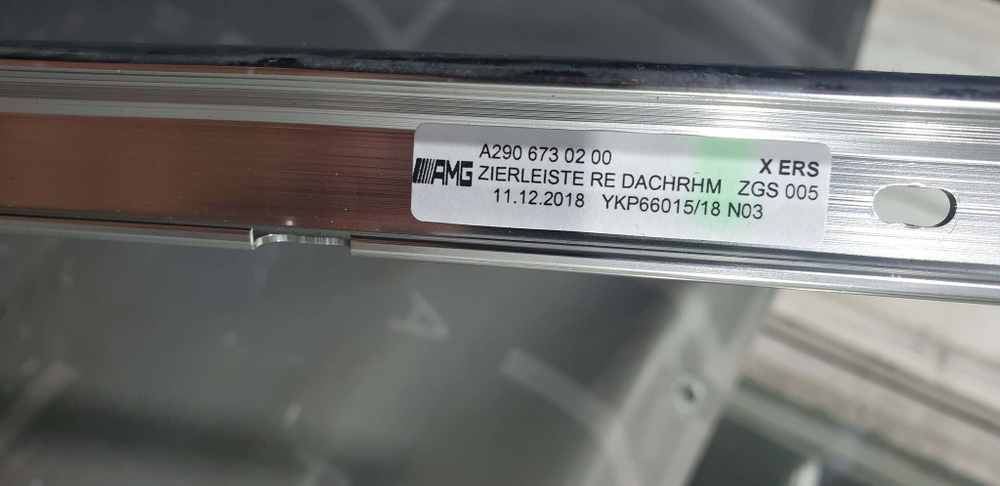 A290 673 02 00 X ERS
AMG ZIERLEISTE RE DACHRHM ZGS 005
11.12.2018 YKP66015/18 N03